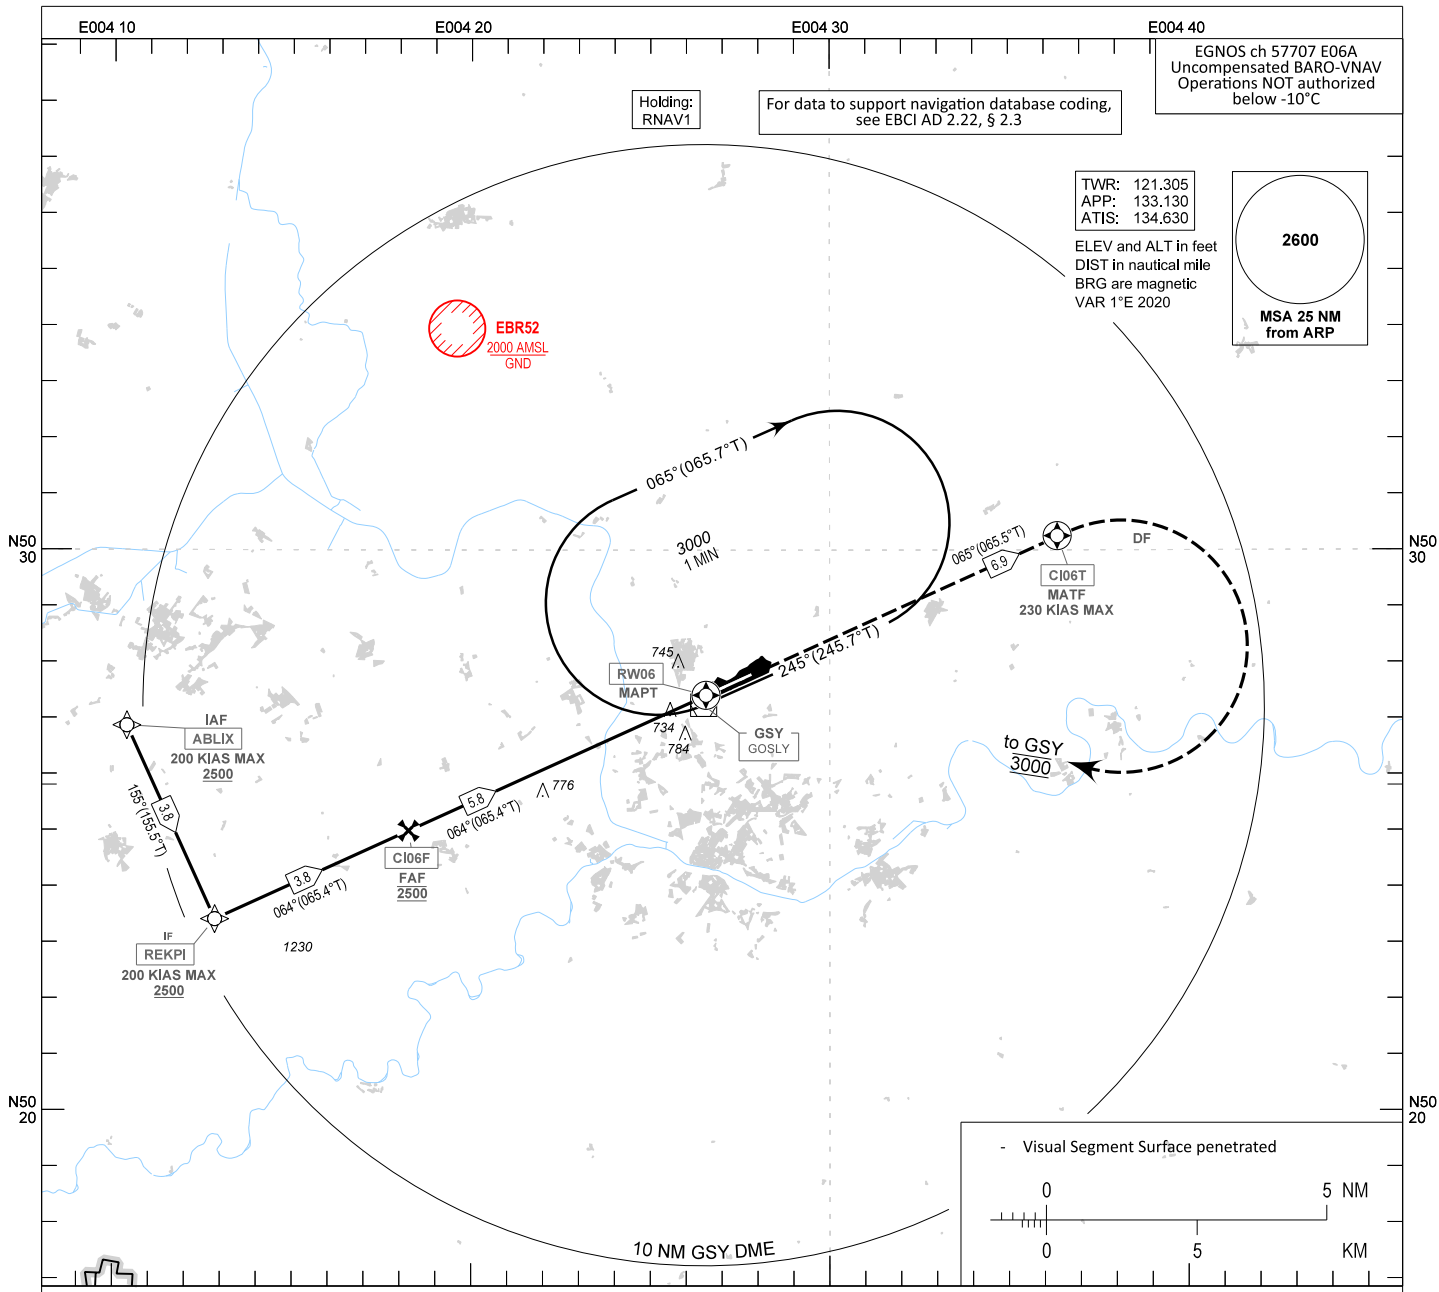 E004 10
E004 20
E004 30
E004 40
EGNOS ch 57707 E06A
Uncompensated BARO-VNAV
Operations NOT authorized
below -10°C
Holding:
RNAV1
For data to support navigation database coding,
see EBCI AD 2.22, § 2.3
TWR: 121.305
APP: 133.130
ATIS: 134.630
ELEV and ALT in feet
DIST in nautical mile
BRG are magnetic
VAR 1°E 2020
2600
MSA 25 NM
from ARP
EBR52
2000 AMSL
GND
065°(065.7°T)
3000
1 MIN
N50
30
N50
30
065°(065.5°T)
6.9
DF
CI06T
MATF
230 KIAS MAX
245°(245.7°T)
745
RW06
MAPT
734
784
GSY
GOSLY
to GSY
3000
IAF
ABLIX
200 KIAS MAX
2500
155°(155.5°T)
3.8
776
5.8
064°(065.4°T)
CI06F
FAF
2500
3.8
064°(065.4°T)
IF
REKPI
200 KIAS MAX
2500
1230
N50
20
N50
20
- Visual Segment Surface penetrated
0 5 NM
0 5 KM
10 NM GSY DME